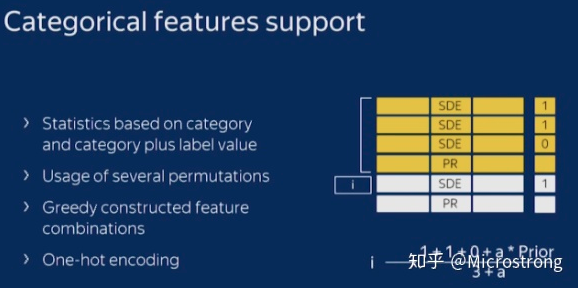 Categorical features support
› Statistics based on category
and category plus label value
› Usage of several permutations
› Greedy constructed feature
combinations
› One-hot encoding
SDE 1
SDE 1
SDE 0
PR
i SDE 1
PR
1+1+0+a*Prior
i
知乎 @Microstrong
3+a